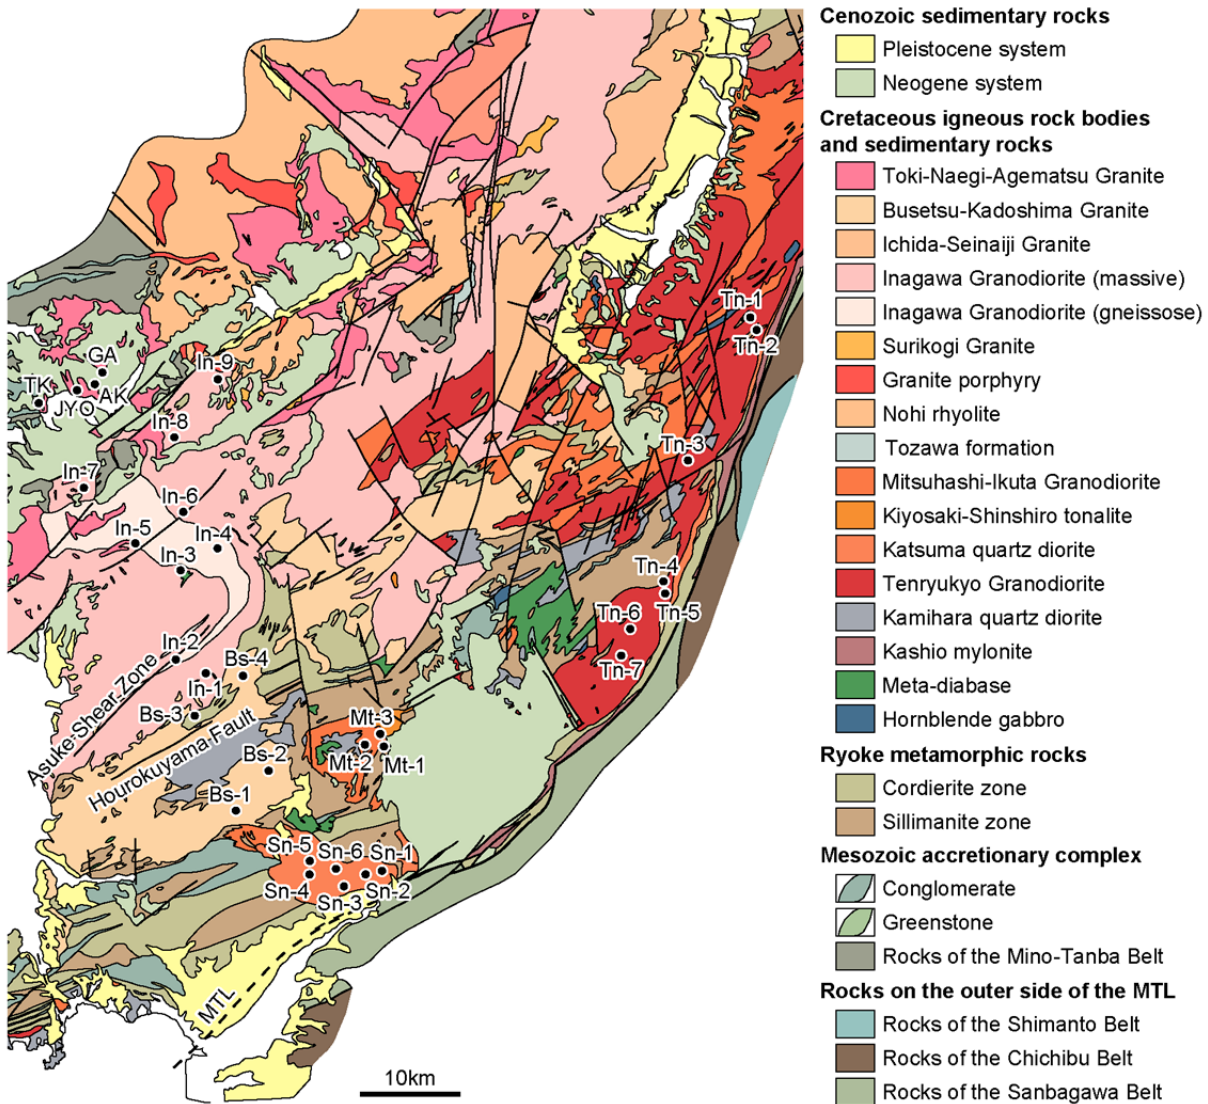 Cenozoic sedimentary rocks
Pleistocene system
Neogene system
Cretaceous igneous rock bodies
and sedimentary rocks
Toki-Naegi-Agematsu Granite
Busetsu-Kadoshima Granite
Ichida-Seinaiji Granite
Inagawa Granodiorite (massive)
Inagawa Granodiorite (gneissose)
Surikogi Granite
Granite porphyry
Nohi rhyolite
Tozawa formation
Mitsuhashi-Ikuta Granodiorite
Kiyosaki-Shinshiro tonalite
Katsuma quartz diorite
Tenryukyo Granodiorite
Kamihara quartz diorite
Kashio mylonite
Meta-diabase
Hornblende gabbro
Ryoke metamorphic rocks
Cordierite zone
Sillimanite zone
Mesozoic accretionary complex
Conglomerate
Greenstone
Rocks of the Mino-Tanba Belt
Rocks on the outer side of the MTL
Rocks of the Shimanto Belt
Rocks of the Chichibu Belt
Rocks of the Sanbagawa Belt
Tn-1
Tn-2
GA
In-9
TK
AK
JYO
In-8
Tn-3
In-7
In-6
In-5
In-4
In-3
Tn-4
Tn-5
Tn-6
Tn-7
In-2
Bs-4
In-1
Bs-3
Asuke Shear Zone
Hourokuyama Fault
Mt-3
Mt-2
Mt-1
Bs-2
Bs-1
Sn-5
Sn-6
Sn-1
Sn-4
Sn-2
Sn-3
MTL
10km